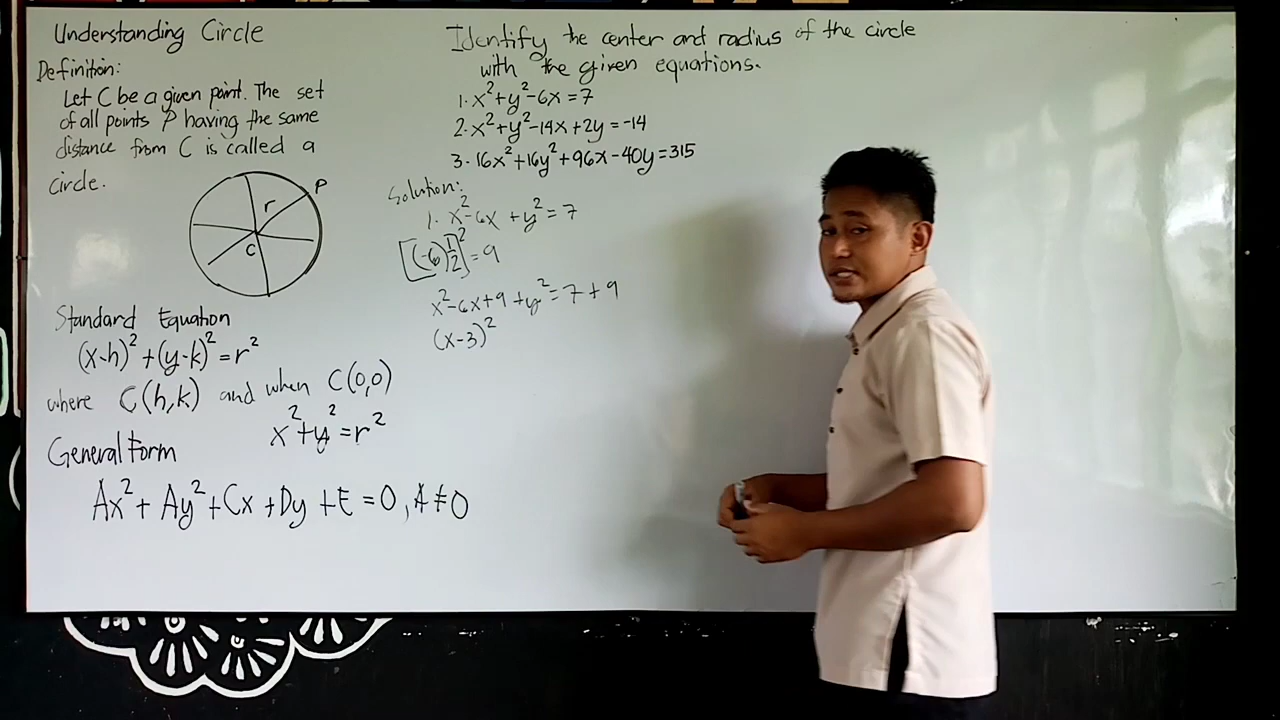 Understanding Circle
Definition:
Let C be a given point. The set
of all points P having the same
distance from C is called a
circle.
P
r
C
Standard Equation
(x-h)²+(y-k)²=r²
where C(h,k) and when C(0,0)
x²+y²=r²
General Form
Ax²+Ay²+Cx+Dy+E=0, A≠0
Identify the center and radius of the circle
with the given equations.
1. x²+y²-6x=7
2. x²+y²-14x+2y=-14
3. 16x²+16y²+96x-40y=315
Solution:
1. x²-6x+y²=7
[(-6)1/2]²=9
x²-6x+9+y²=7+9
(x-3)²